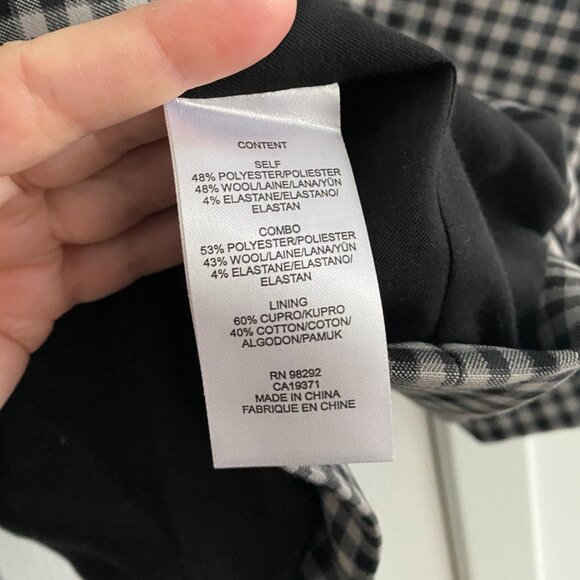 CONTENT
SELF
48% POLYESTER/POLIESTER
48% WOOL/LAINE/LANA/YÜN
4% ELASTANE/ELASTANO/
ELASTAN
COMBO
53% POLYESTER/POLIESTER
43% WOOL/LAINE/LANA/YÜN
4% ELASTANE/ELASTANO/
ELASTAN
LINING
60% CUPRO/KUPRO
40% COTTON/COTON/
ALGODON/PAMUK
RN 98292
CA19371
MADE IN CHINA
FABRIQUE EN CHINE